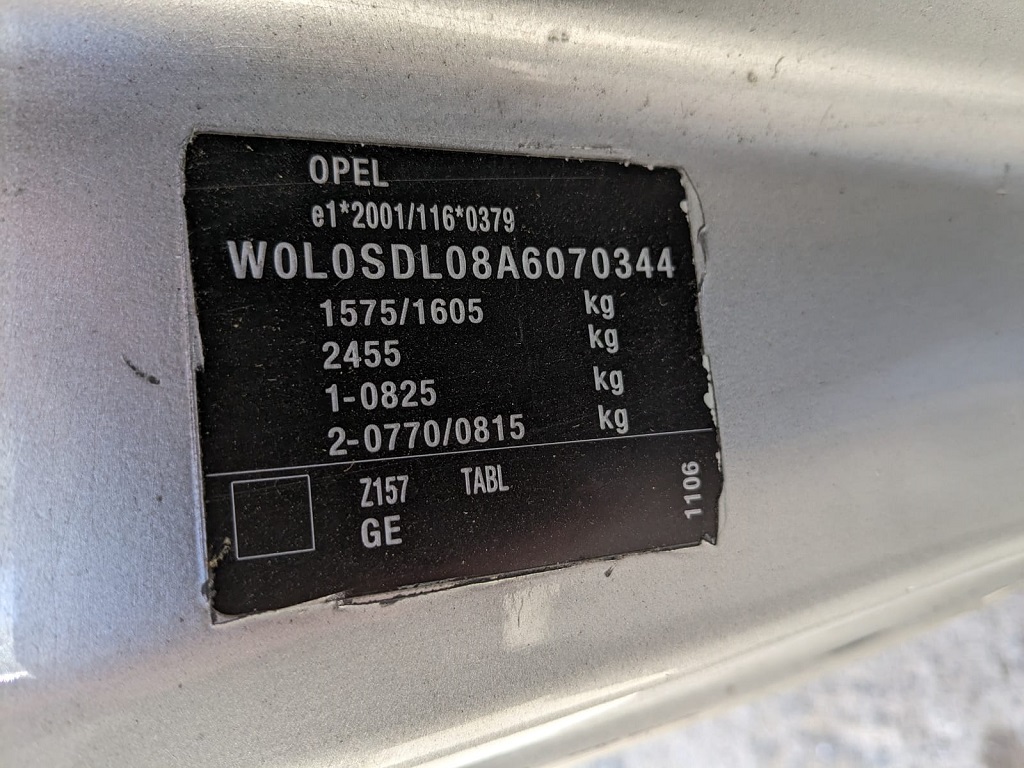 OPEL
e1*2001/116*0379
W0L0SDL08A6070344
1575/1605 kg
2455 kg
1-0825 kg
2-0770/0815 kg
Z157 TABL
GE
1106